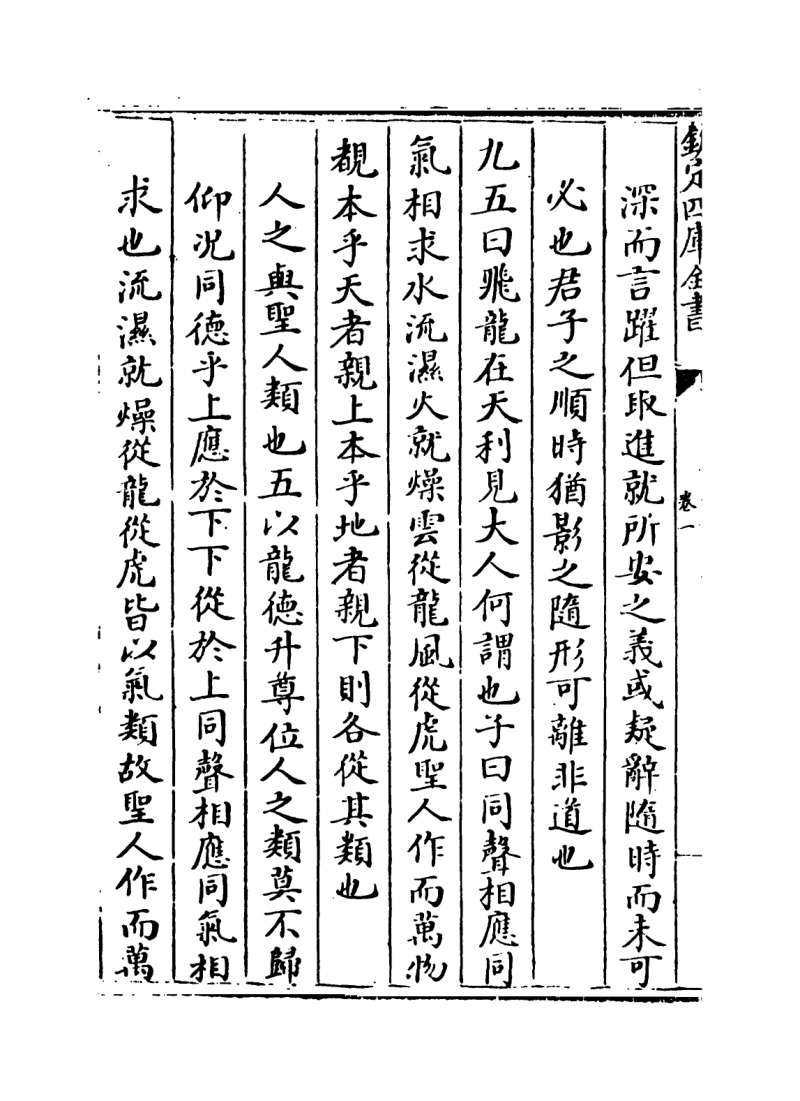 欽定四庫全書
卷一
深而言躍但取進就所安之義或疑辭隨時而未可
必也君子之順時猶影之隨形可離非道也
九五曰飛龍在天利見大人何謂也子曰同聲相應同
氣相求水流濕火就燥雲從龍風從虎聖人作而萬物
覩本乎天者親上本乎地者親下則各從其類也
人之與聖人類也五以龍德升尊位人之類莫不歸
仰况同德乎上應於下下從於上同聲相應同氣相
求也流濕就燥從龍從虎皆以氣類故聖人作而萬